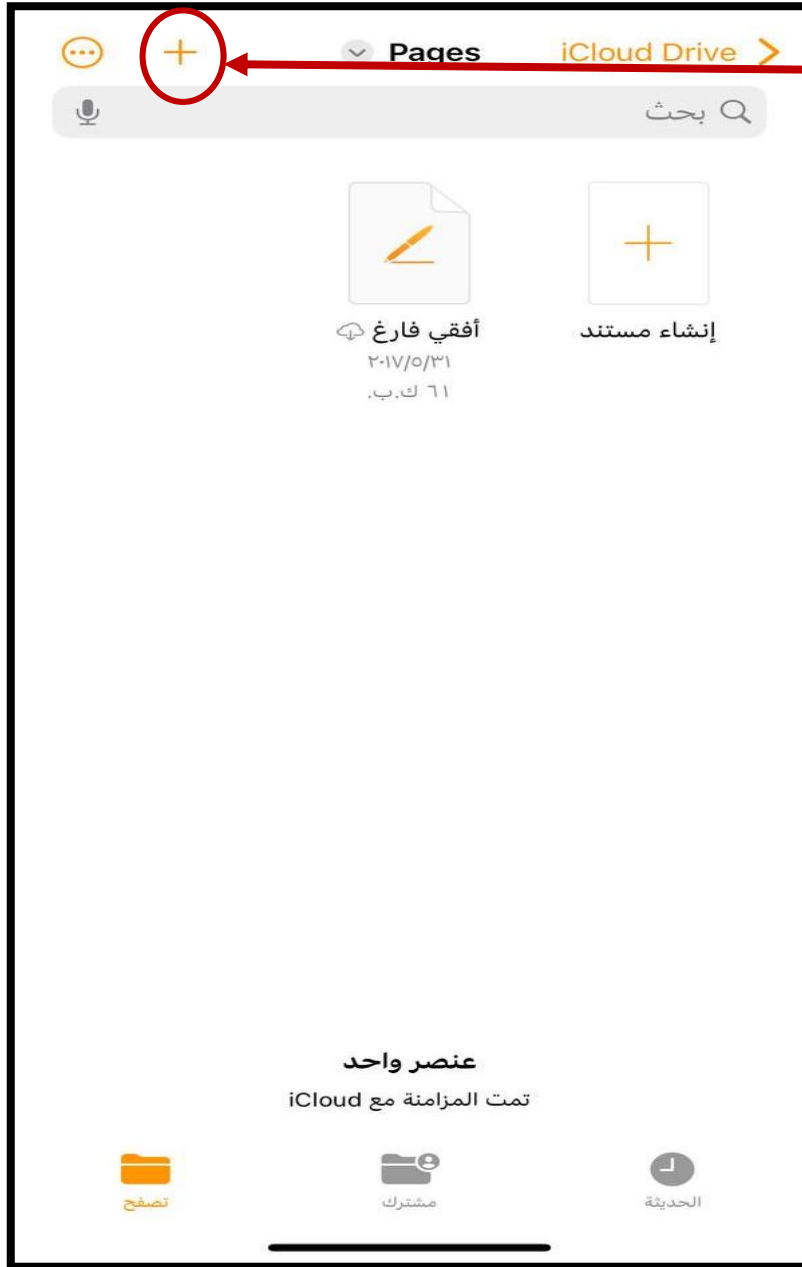 iCloud Drive
Pages
بحث
إنشاء مستند
أفقي فارغ
٢٠١٧/٥/٣١
٦١ ك.ب.
عنصر واحد
تمت المزامنة مع iCloud
الحديثة
مشترك
تصفح